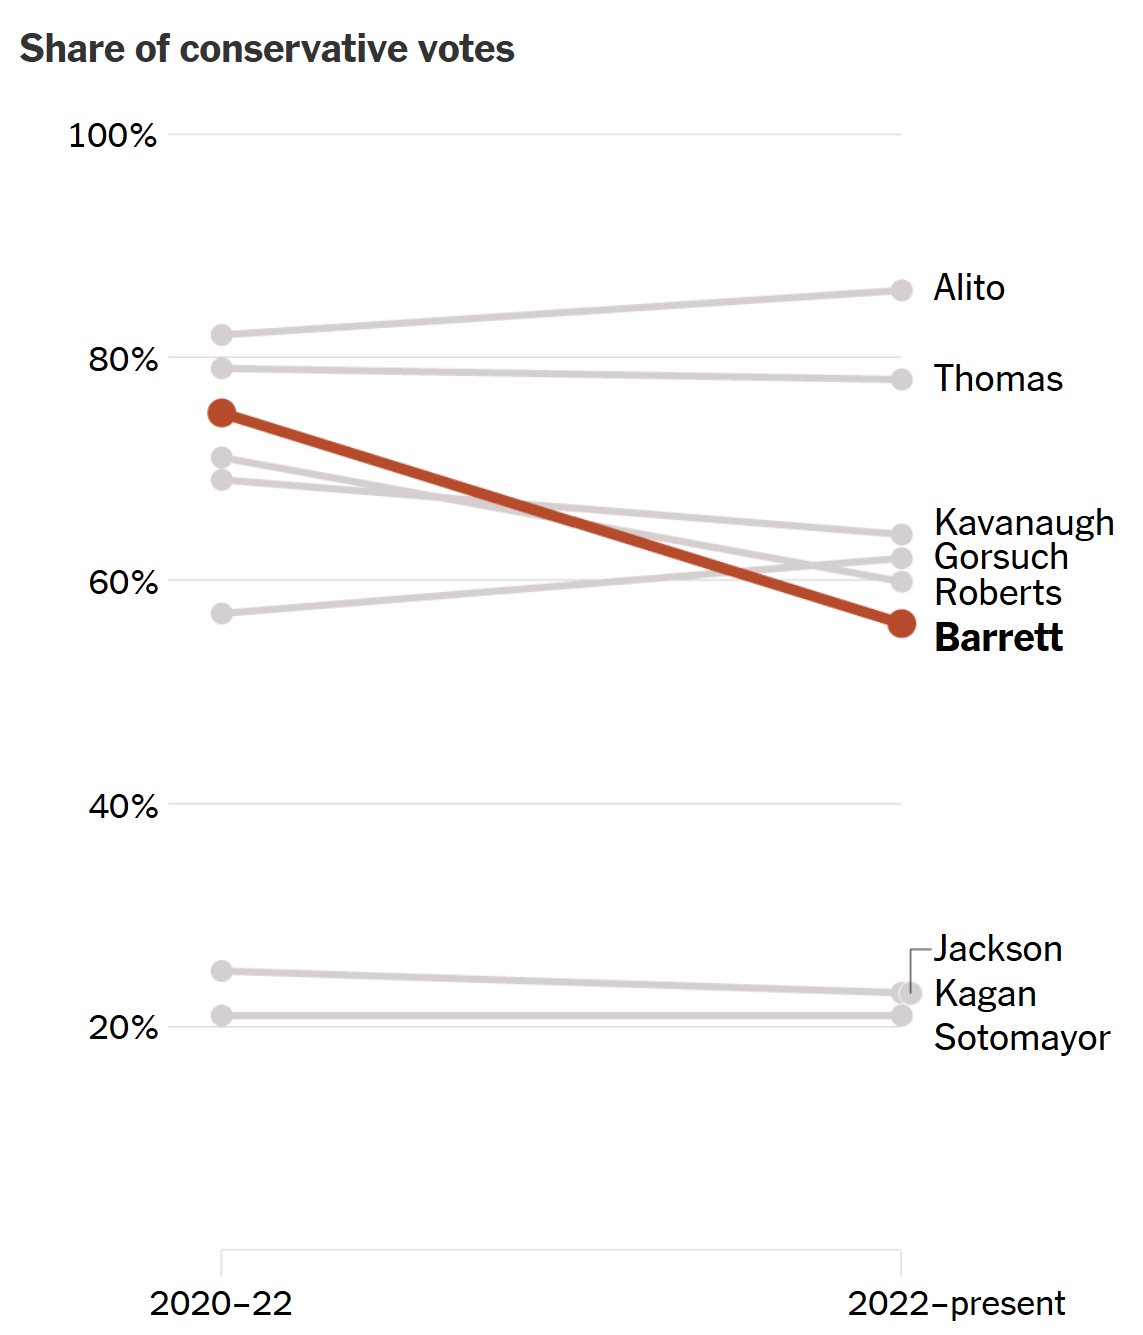 Share of conservative votes
100%
Alito
80%
Thomas
Kavanaugh
Gorsuch
60%
Roberts
Barrett
40%
Jackson
Kagan
20%
Sotomayor
2020–22
2022–present